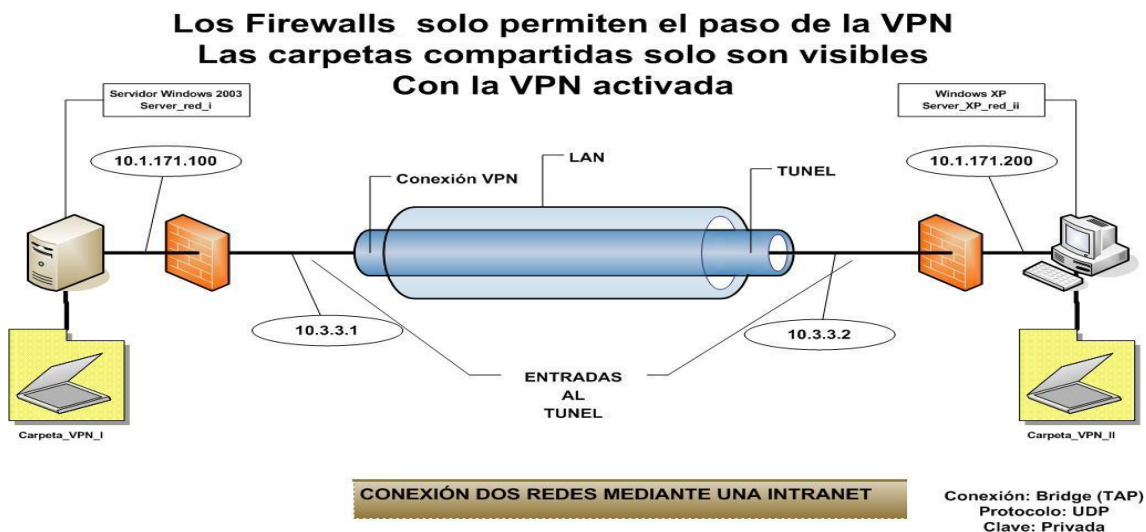 Los Firewalls solo permiten el paso de la VPN
Las carpetas compartidas solo son visibles
Con la VPN activada
Servidor Windows 2003
Server_red_i
Windows XP
Server_XP_red_ii
10.1.171.100
LAN
10.1.171.200
Conexión VPN
TUNEL
10.3.3.1
10.3.3.2
ENTRADAS
AL
TUNEL
Carpeta_VPN_I
Carpeta_VPN_II
CONEXIÓN DOS REDES MEDIANTE UNA INTRANET
Conexión: Bridge (TAP)
Protocolo: UDP
Clave: Privada